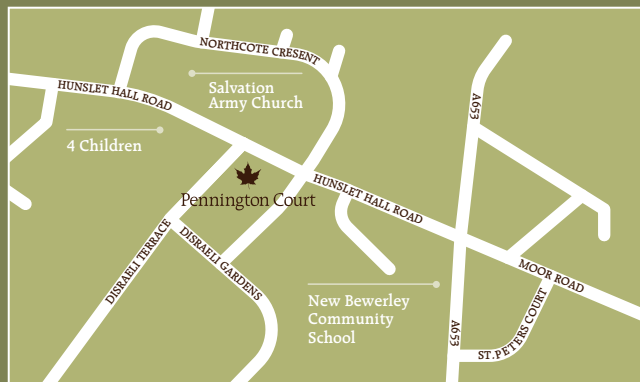 NORTHCOTE CRESENT
HUNSLET HALL ROAD
Salvation
Army Church
4 Children
A653
Pennington Court
HUNSLET HALL ROAD
DISRAELI TERRACE
DISRAELI GARDENS
MOOR ROAD
New Bewerley
Community
School
A653
ST.PETERS COURT